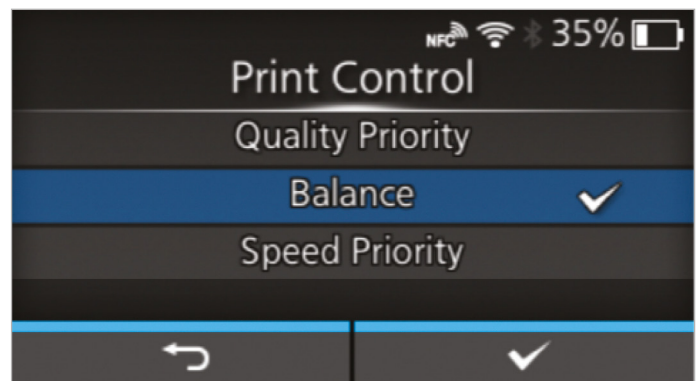 NFC 35%
Print Control
Quality Priority
Balance
Speed Priority